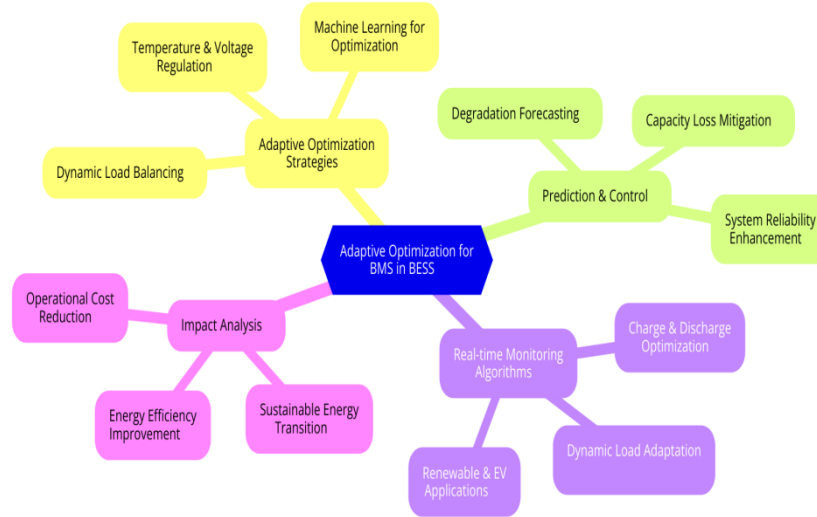 Adaptive Optimization for
BMS in BESS
Adaptive Optimization
Strategies
Temperature & Voltage
Regulation
Machine Learning for
Optimization
Dynamic Load Balancing
Prediction & Control
Degradation Forecasting
Capacity Loss Mitigation
System Reliability
Enhancement
Impact Analysis
Operational Cost
Reduction
Energy Efficiency
Improvement
Sustainable Energy
Transition
Real-time Monitoring
Algorithms
Charge & Discharge
Optimization
Dynamic Load Adaptation
Renewable & EV
Applications